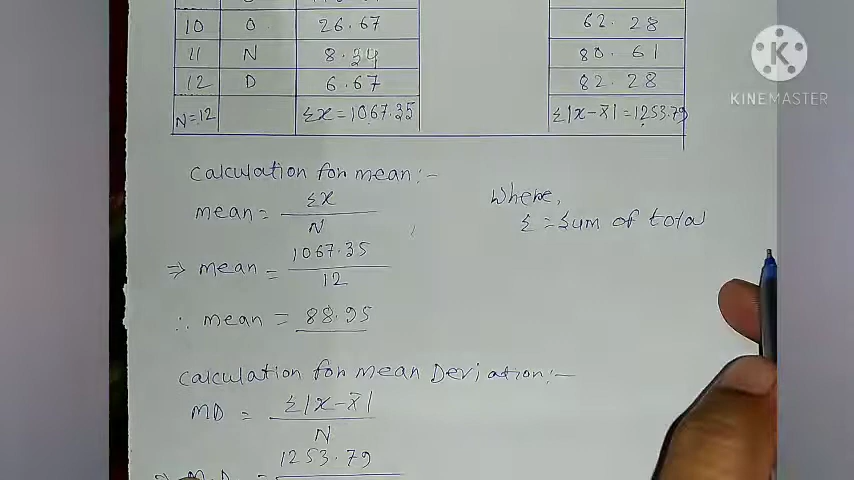 10 O 26.67 62.28
11 N 8.34 80.61
12 D 6.67 82.28
N=12 Σx=1067.35 Σ|x-x̄|=1253.79
KINEMASTER
Calculation for mean:-
mean = Σx / N
Where,
Σ = Sum of total
⇒ mean = 1067.35 / 12
∴ mean = 88.95
Calculation for mean Deviation:-
MD = Σ|x-x̄| / N
1253.79